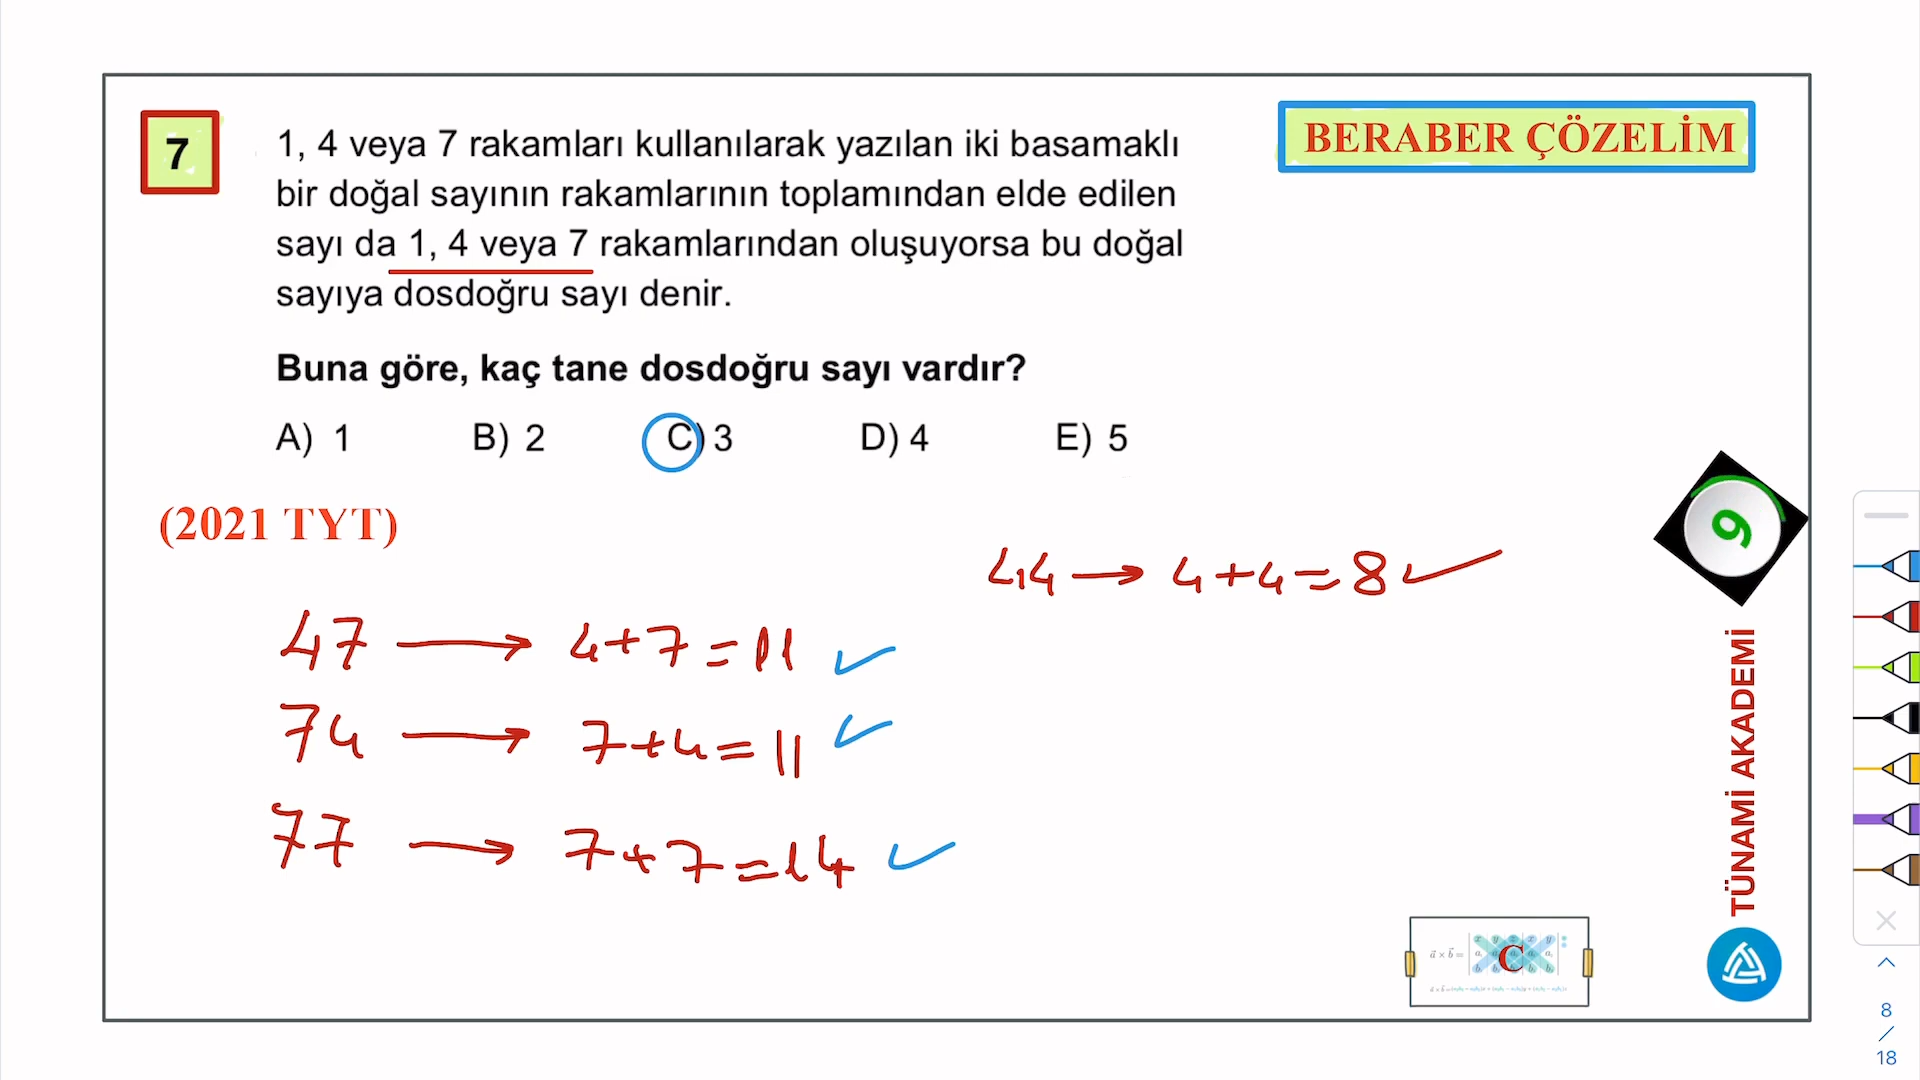 7
1, 4 veya 7 rakamları kullanılarak yazılan iki basamaklı
bir doğal sayının rakamlarının toplamından elde edilen
sayı da 1, 4 veya 7 rakamlarından oluşuyorsa bu doğal
sayıya dosdoğru sayı denir.
BERABER ÇÖZELİM
Buna göre, kaç tane dosdoğru sayı vardır?
A) 1 B) 2 C) 3 D) 4 E) 5
(2021 TYT)
44 → 4+4=8 ✓
47 → 4+7=11 ✓
74 → 7+4=11 ✓
77 → 7+7=14 ✓
9
TÜNAMİ AKADEMİ
C
8
/
18